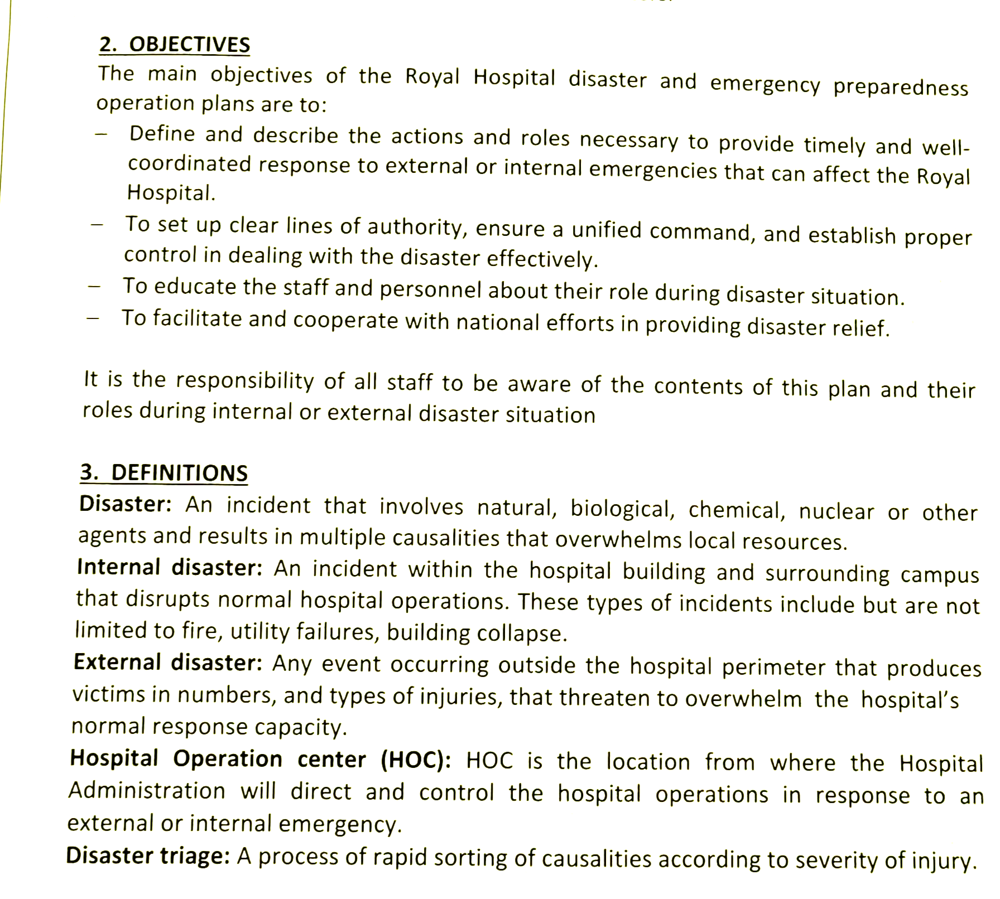 2. OBJECTIVES
The main objectives of the Royal Hospital disaster and emergency preparedness
operation plans are to:
– Define and describe the actions and roles necessary to provide timely and well-
coordinated response to external or internal emergencies that can affect the Royal
Hospital.
– To set up clear lines of authority, ensure a unified command, and establish proper
control in dealing with the disaster effectively.
– To educate the staff and personnel about their role during disaster situation.
– To facilitate and cooperate with national efforts in providing disaster relief.
It is the responsibility of all staff to be aware of the contents of this plan and their
roles during internal or external disaster situation
3. DEFINITIONS
Disaster: An incident that involves natural, biological, chemical, nuclear or other
agents and results in multiple causalities that overwhelms local resources.
Internal disaster: An incident within the hospital building and surrounding campus
that disrupts normal hospital operations. These types of incidents include but are not
limited to fire, utility failures, building collapse.
External disaster: Any event occurring outside the hospital perimeter that produces
victims in numbers, and types of injuries, that threaten to overwhelm the hospital's
normal response capacity.
Hospital Operation center (HOC): HOC is the location from where the Hospital
Administration will direct and control the hospital operations in response to an
external or internal emergency.
Disaster triage: A process of rapid sorting of causalities according to severity of injury.